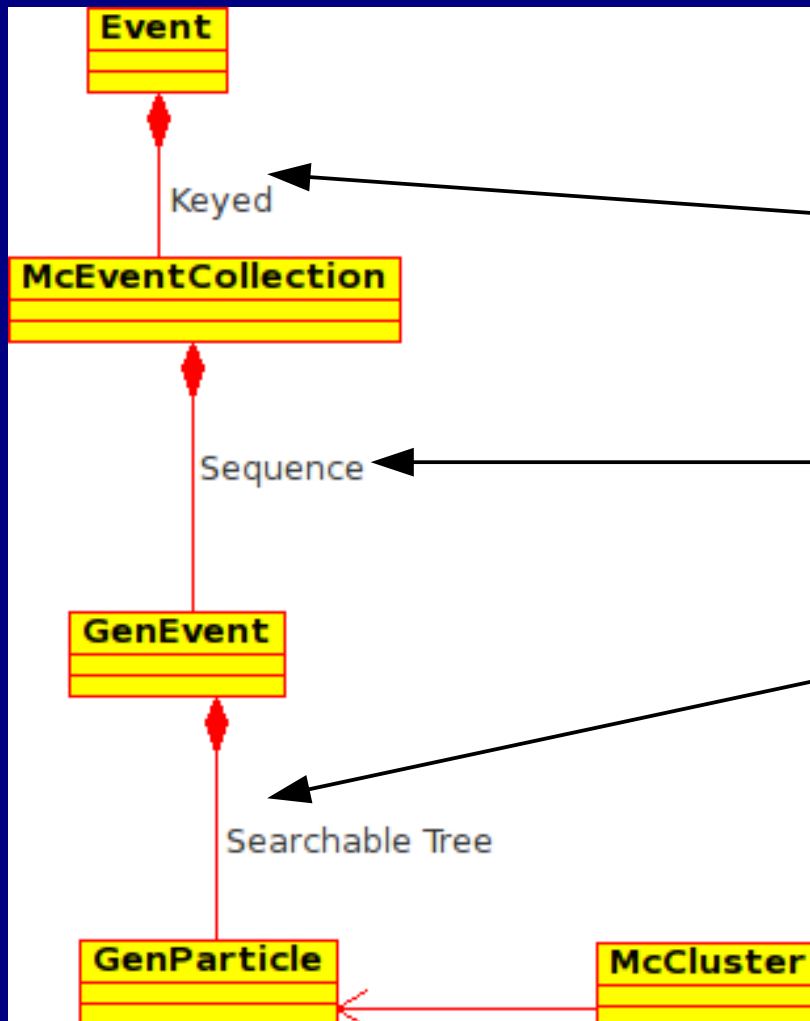 Event
Keyed
McEventCollection
Sequence
GenEvent
Searchable Tree
GenParticle
McCluster